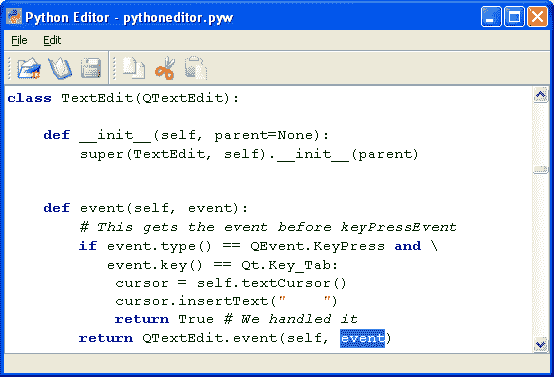 Python Editor - pythoneditor.pyw
File Edit
class TextEdit(QTextEdit):
    def __init__(self, parent=None):
        super(TextEdit, self).__init__(parent)
    def event(self, event):
        # This gets the event before keyPressEvent
        if event.type() == QEvent.KeyPress and \
           event.key() == Qt.Key_Tab:
            cursor = self.textCursor()
            cursor.insertText("    ")
            return True # We handled it
        return QTextEdit.event(self, event)